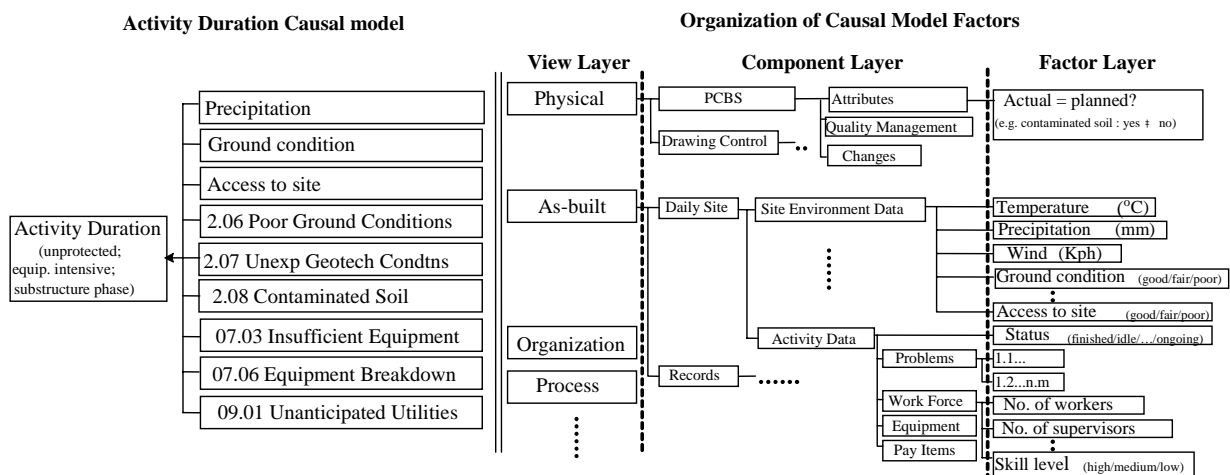 Activity Duration Causal model
Organization of Causal Model Factors
Activity Duration
(unprotected;
equip. intensive;
substructure phase)
Precipitation
Ground condition
Access to site
2.06 Poor Ground Conditions
2.07 Unexp Geotech Condtns
2.08 Contaminated Soil
07.03 Insufficient Equipment
07.06 Equipment Breakdown
09.01 Unanticipated Utilities
View Layer
Physical
As-built
Organization
Process
Component Layer
PCBS
Drawing Control
Attributes
Quality Management
Changes
Daily Site
Site Environment Data
Activity Data
Records
Problems
Work Force
Equipment
Pay Items
Factor Layer
Actual = planned?
(e.g. contaminated soil : yes ‡ no)
Temperature (°C)
Precipitation (mm)
Wind (Kph)
Ground condition (good/fair/poor)
Access to site (good/fair/poor)
Status (finished/idle/…/ongoing)
1.1...
1.2...n.m
No. of workers
No. of supervisors
Skill level (high/medium/low)